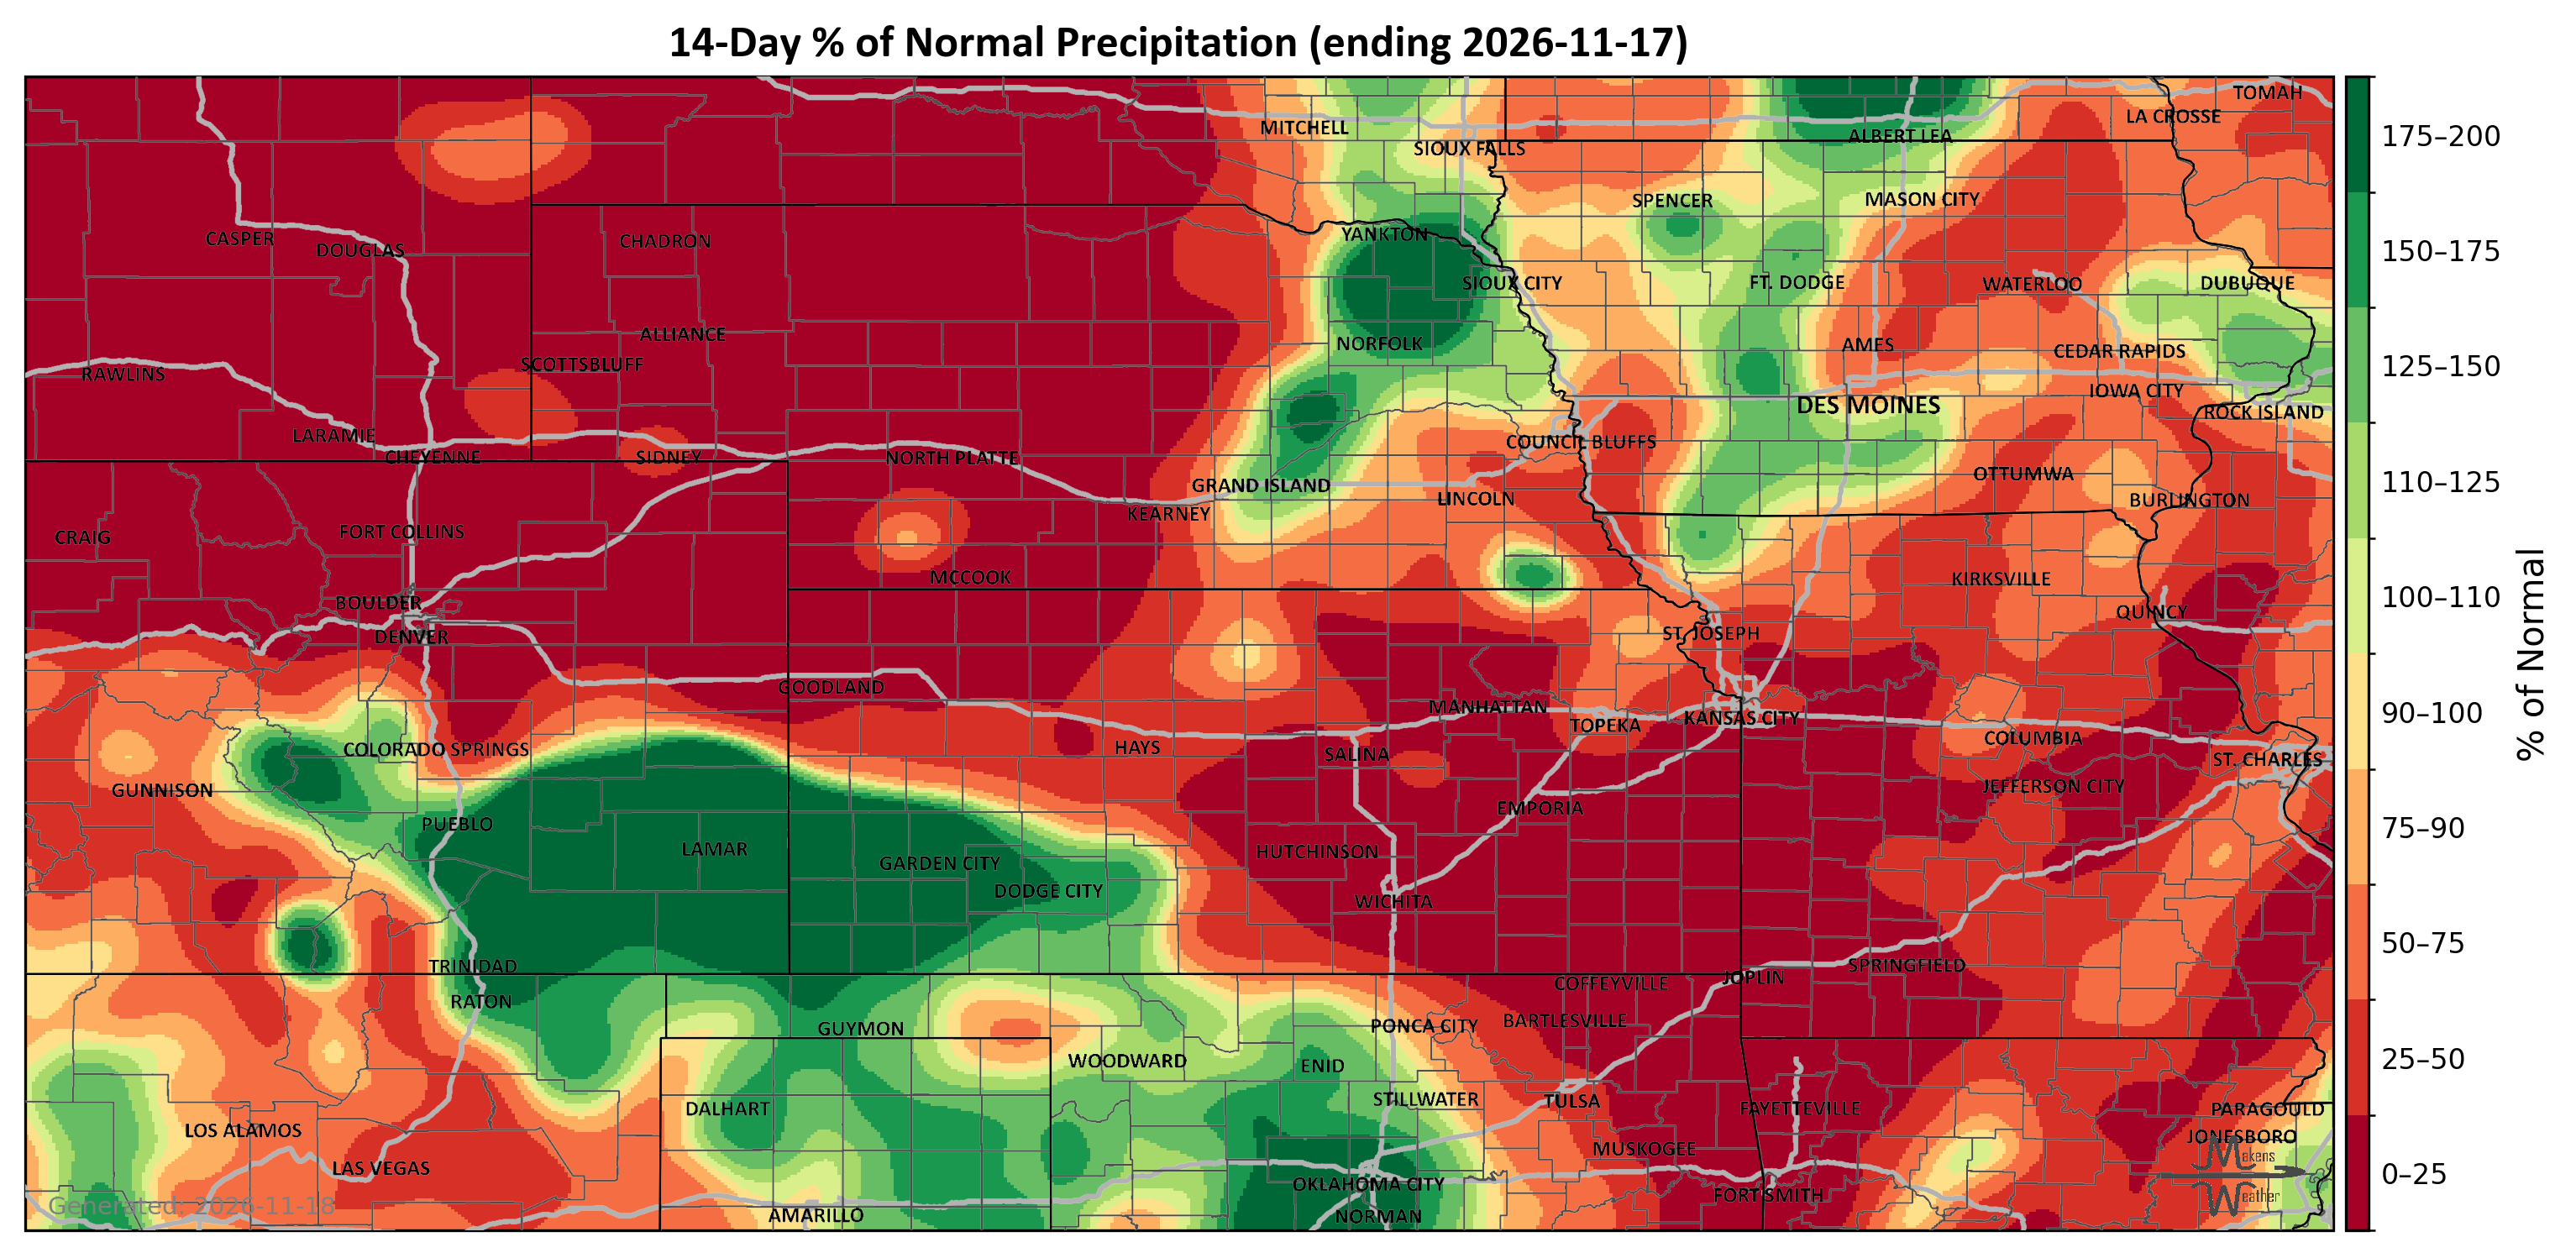 14-Day % of Normal Precipitation (ending 2026-11-17)
TOMAH
LA CROSSE
MITCHELL
ALBERT LEA
SIOUX FALLS
SPENCER
MASON CITY
CASPER
DOUGLAS
CHADRON
YANKTON
SIOUX CITY
FT. DODGE
WATERLOO
DUBUQUE
ALLIANCE
NORFOLK
AMES
CEDAR RAPIDS
SCOTTSBLUFF
RAWLINS
IOWA CITY
DES MOINES
ROCK ISLAND
LARAMIE
COUNCIL BLUFFS
CHEYENNE
SIDNEY
NORTH PLATTE
OTTUMWA
GRAND ISLAND
LINCOLN
BURLINGTON
KEARNEY
CRAIG
FORT COLLINS
MCCOOK
KIRKSVILLE
BOULDER
QUINCY
DENVER
ST. JOSEPH
GOODLAND
MANHATTAN
TOPEKA
KANSAS CITY
COLUMBIA
COLORADO SPRINGS
HAYS
SALINA
ST. CHARLES
GUNNISON
JEFFERSON CITY
EMPORIA
PUEBLO
LAMAR
GARDEN CITY
HUTCHINSON
DODGE CITY
WICHITA
TRINIDAD
SPRINGFIELD
JOPLIN
COFFEYVILLE
RATON
GUYMON
PONCA CITY
BARTLESVILLE
WOODWARD
ENID
DALHART
STILLWATER
TULSA
FAYETTEVILLE
PARAGOULD
LOS ALAMOS
JONESBORO
MUSKOGEE
LAS VEGAS
OKLAHOMA CITY
FORT SMITH
AMARILLO
NORMAN
Generated: 2026-11-18
Makens
Weather
175–200
150–175
125–150
110–125
100–110
90–100
75–90
50–75
25–50
0–25
% of Normal